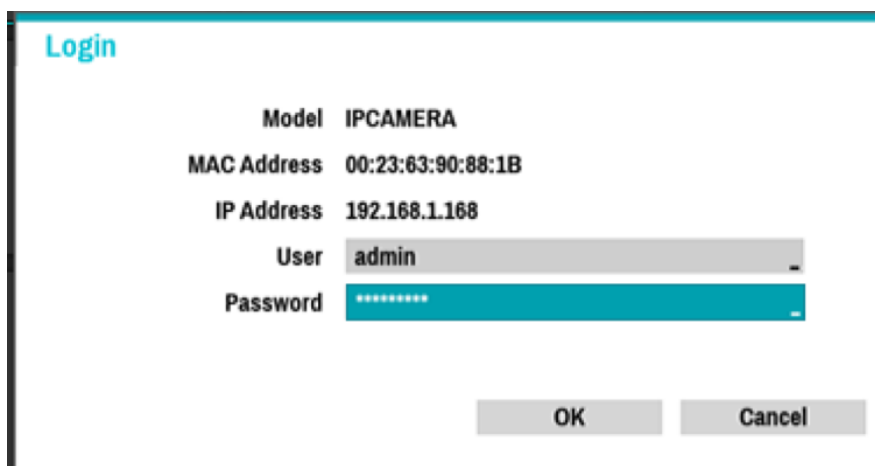 Login
Model IPCAMERA
MAC Address 00:23:63:90:88:1B
IP Address 192.168.1.168
User admin
Password *********
OK Cancel